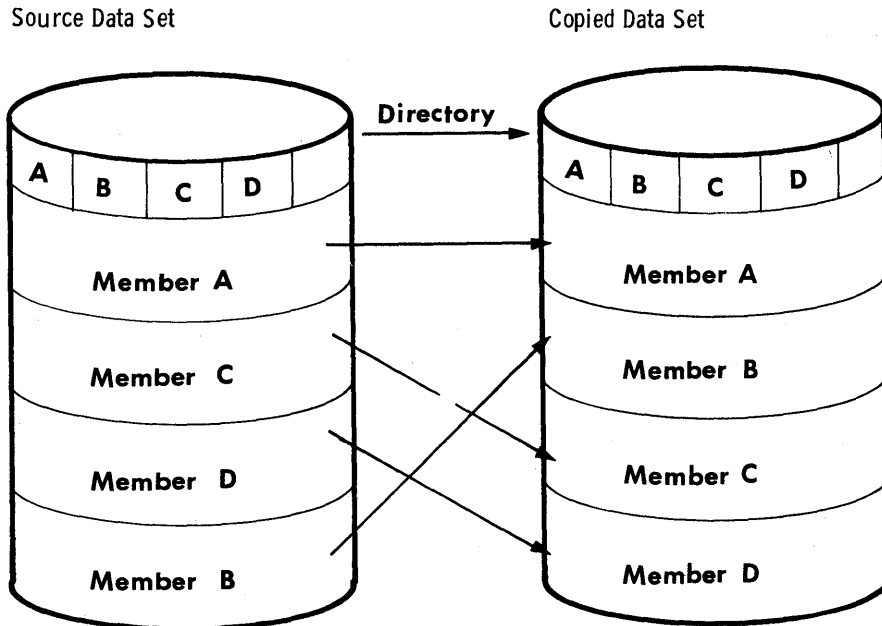 Source Data Set
Copied Data Set
Directory
A B C D
A B C D
Member A
Member A
Member C
Member B
Member D
Member C
Member B
Member D